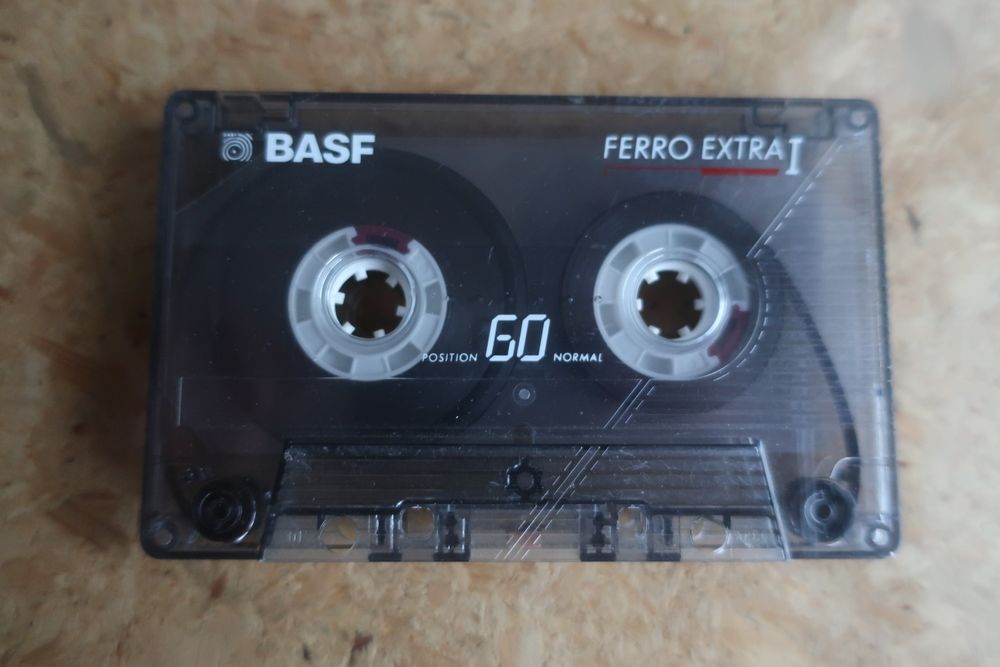 BASF
FERRO EXTRA I
POSITION 60 NORMAL